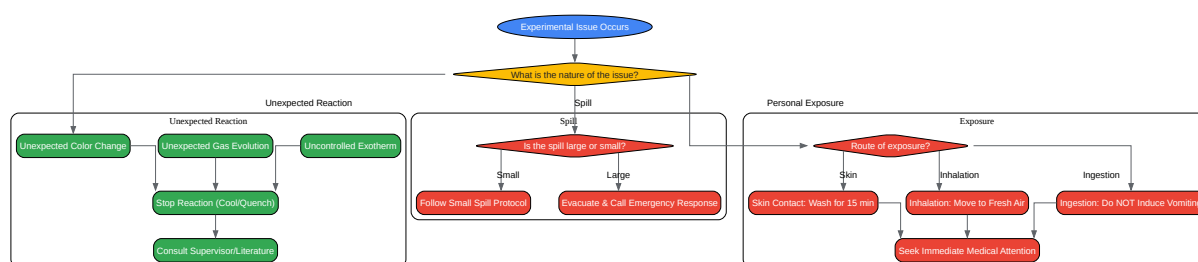 Experimental Issue Occurs
What is the nature of the issue?
Unexpected Reaction
Spill
Personal Exposure
Unexpected Reaction
Spill
Exposure
Unexpected Color Change
Unexpected Gas Evolution
Uncontrolled Exotherm
Is the spill large or small?
Route of exposure?
Small
Large
Skin
Inhalation
Ingestion
Stop Reaction (Cool/Quench)
Follow Small Spill Protocol
Evacuate & Call Emergency Response
Skin Contact: Wash for 15 min
Inhalation: Move to Fresh Air
Ingestion: Do NOT Induce Vomiting
Consult Supervisor/Literature
Seek Immediate Medical Attention